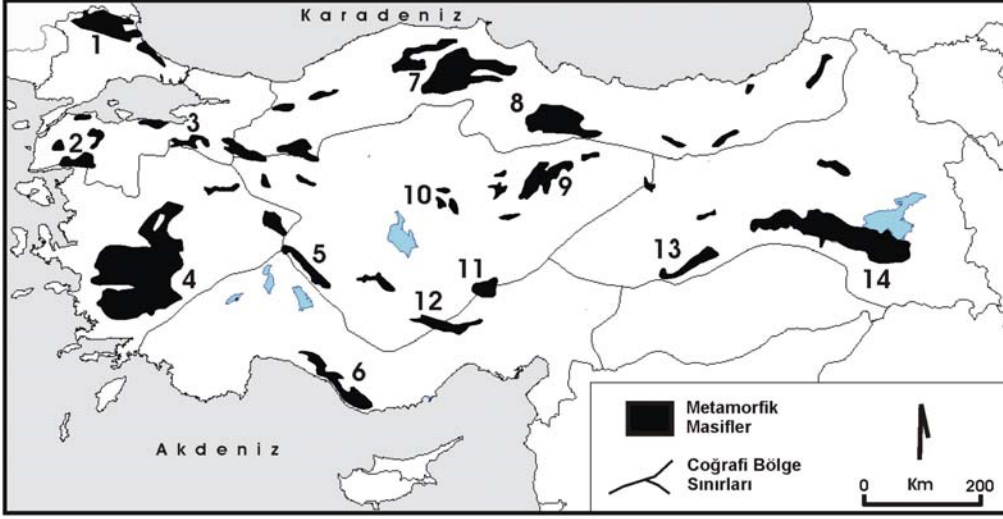 Karadeniz
1
7
8
3
2
9
10
4
5
13
11
14
12
6
Metamorfik
Masifler
Akdeniz
Coğrafi Bölge
Sınırları
0 Km 200